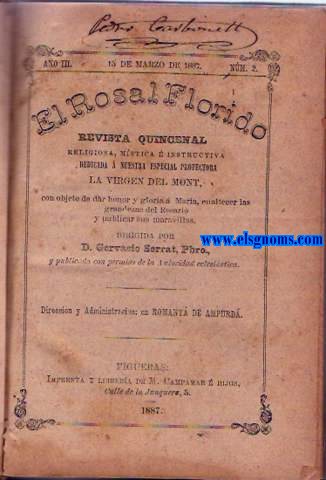 Pedro
AÑO III. 15 DE MARZO DE 1887. NÚM. 2.
El Rosal Florido
REVISTA QUINCENAL
RELIGIOSA, MÍSTICA É INSTRUCTIVA
DEDICADA Á NUESTRA ESPECIAL PROTECTORA
LA VIRGEN DEL MONT,
con objeto de dar honor y gloria á María, enaltecer las
grandezas del Rosario
y publicar sus maravillas.
www.elsgnoms.com
DIRIGIDA POR
D. Gervacio Serrat, Pbro.,
y publicada con permiso de la Autoridad eclesiástica.
Direccion y Administracion: en ROMANYÁ DE AMPURDÁ.
FIGUERAS:
IMPRENTA Y LIBRERÍA DE M. CAMPAMAR É HIJOS,
Calle de la Junquera, 5.
1887.